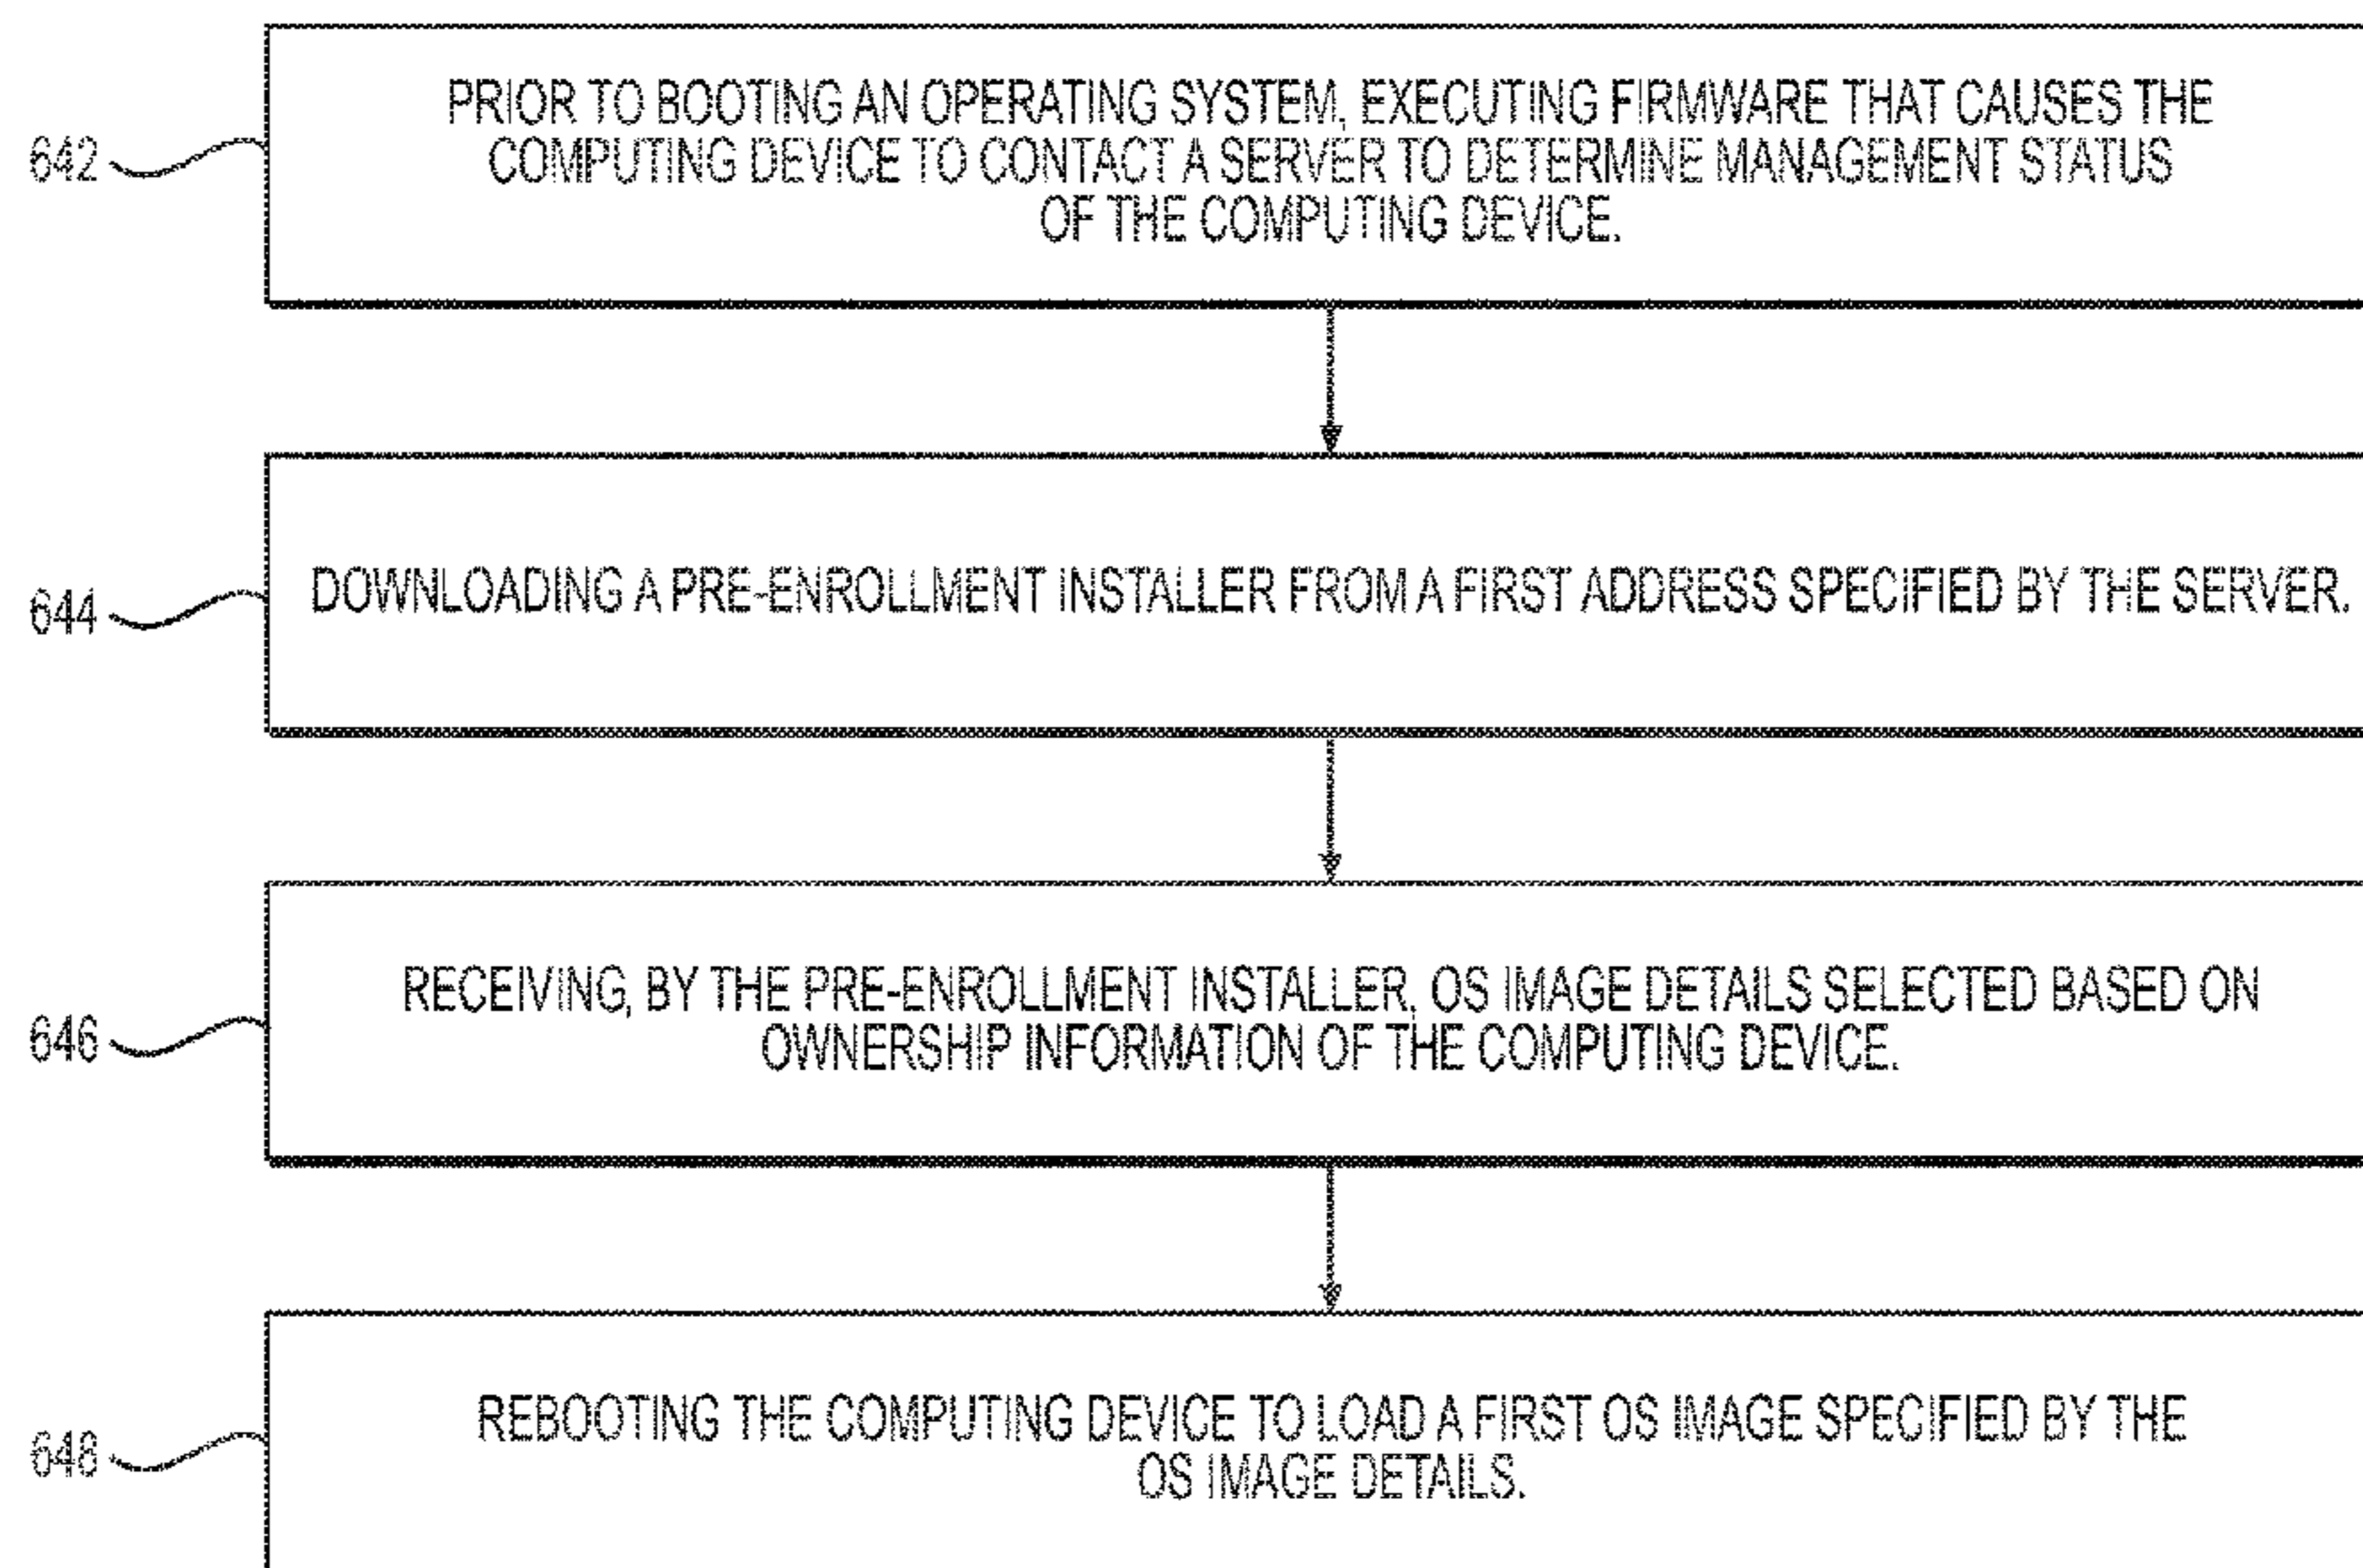 642
PRIOR TO BOOTING AN OPERATING SYSTEM, EXECUTING FIRMWARE THAT CAUSES THE
COMPUTING DEVICE TO CONTACT A SERVER TO DETERMINE MANAGEMENT STATUS
OF THE COMPUTING DEVICE.
644
DOWNLOADING A PRE-ENROLLMENT INSTALLER FROM A FIRST ADDRESS SPECIFIED BY THE SERVER.
646
RECEIVING, BY THE PRE-ENROLLMENT INSTALLER, OS IMAGE DETAILS SELECTED BASED ON
OWNERSHIP INFORMATION OF THE COMPUTING DEVICE.
648
REBOOTING THE COMPUTING DEVICE TO LOAD A FIRST OS IMAGE SPECIFIED BY THE
OS IMAGE DETAILS.